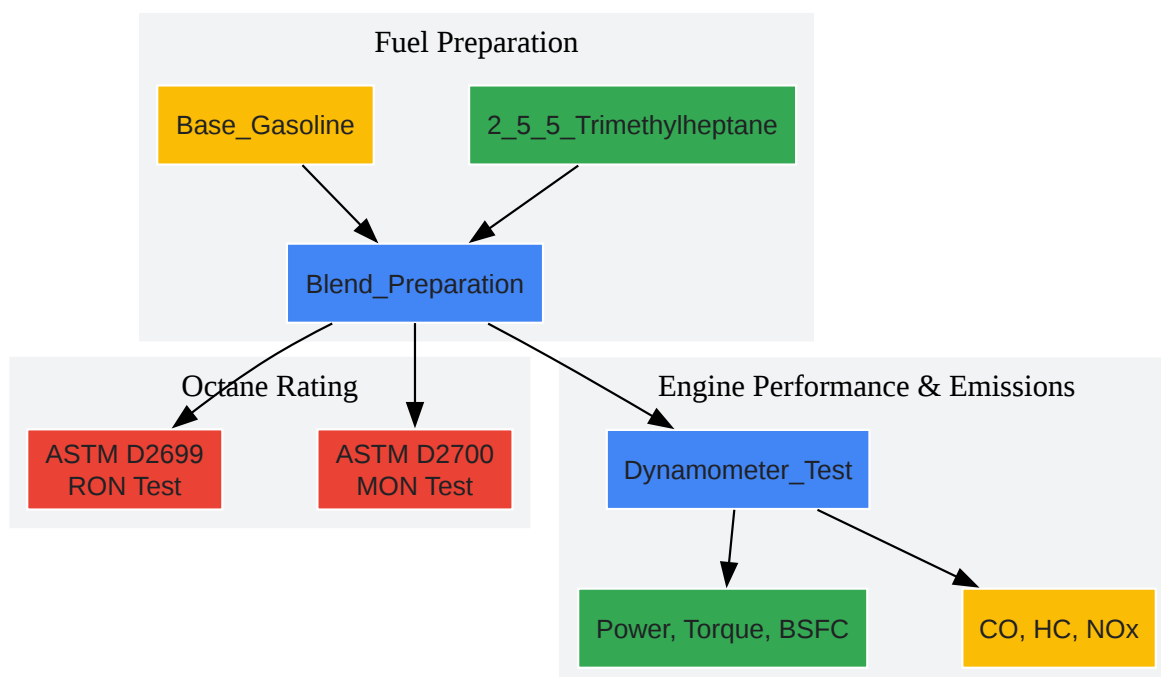 Fuel Preparation
Base_Gasoline
2_5_5_Trimethylheptane
Blend_Preparation
Octane Rating
ASTM D2699
RON Test
ASTM D2700
MON Test
Engine Performance & Emissions
Dynamometer_Test
Power, Torque, BSFC
CO, HC, NOx